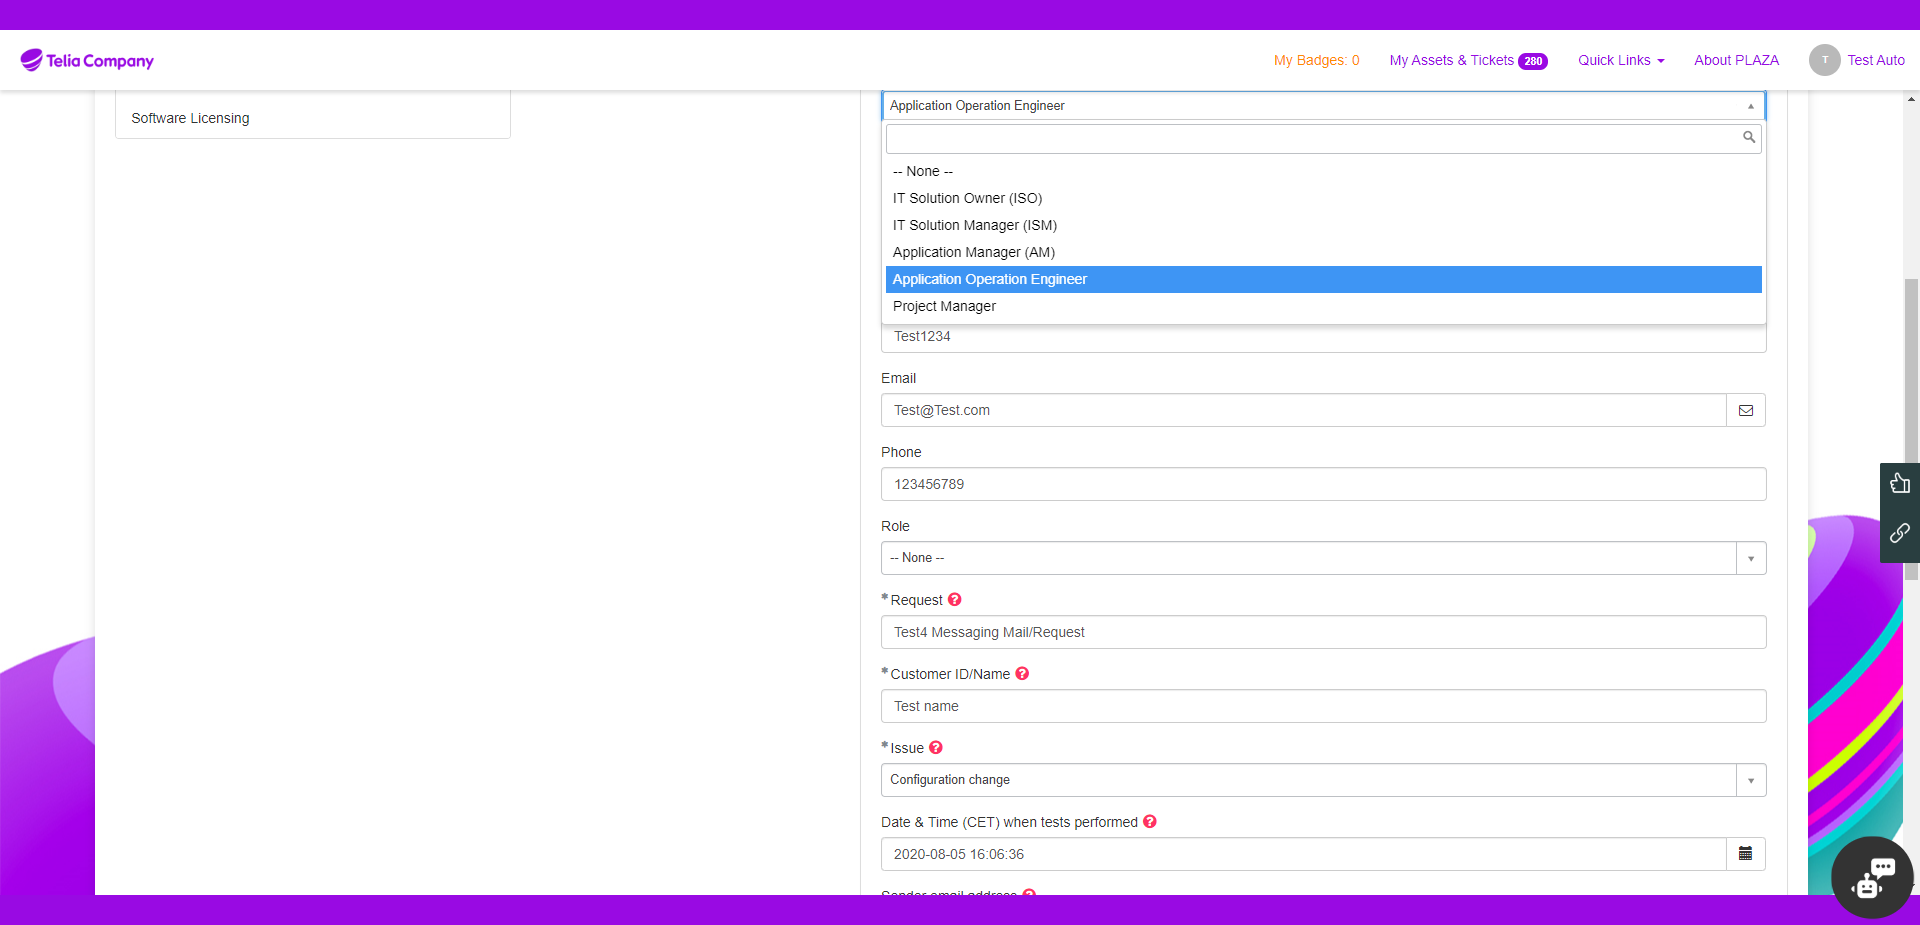 Telia Company
My Badges: 0
My Assets & Tickets 280
Quick Links
About PLAZA
T
Test Auto
Software Licensing
Application Operation Engineer
-- None --
IT Solution Owner (ISO)
IT Solution Manager (ISM)
Application Manager (AM)
Application Operation Engineer
Project Manager
Test1234
Email
Test@Test.com
Phone
123456789
Role
-- None --
* Request ?
Test4 Messaging Mail/Request
* Customer ID/Name ?
Test name
* Issue ?
Configuration change
Date & Time (CET) when tests performed ?
2020-08-05 16:06:36
Sender email address ?